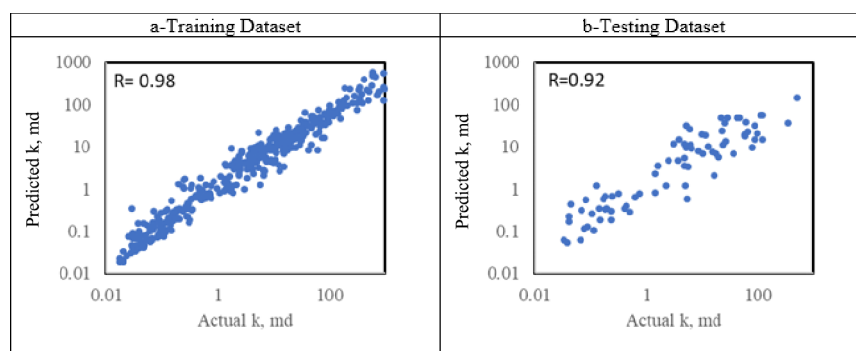 a-Training Dataset
b-Testing Dataset
R= 0.98
1000
100
10
1
0.1
0.01
Predicted k, md
0.01
1
100
Actual k, md
R=0.92
1000
100
10
1
0.1
0.01
Predicted k, md
0.01
1
100
Actual k, md